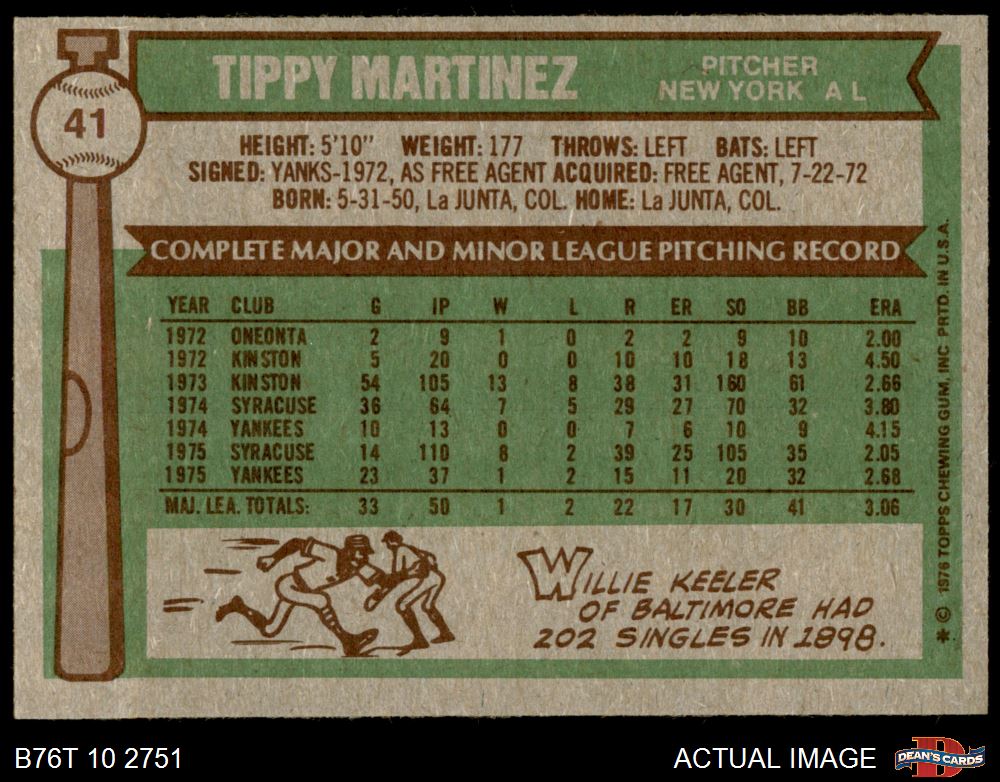 41
TIPPY MARTINEZ
PITCHER
NEW YORK A L
HEIGHT: 5'10" WEIGHT: 177 THROWS: LEFT BATS: LEFT
SIGNED: YANKS-1972, AS FREE AGENT ACQUIRED: FREE AGENT, 7-22-72
BORN: 5-31-50, La JUNTA, COL. HOME: La JUNTA, COL.
COMPLETE MAJOR AND MINOR LEAGUE PITCHING RECORD
YEAR CLUB G IP W L R ER SO BB ERA
1972 ONEONTA 2 9 1 0 2 2 9 10 2.00
1972 KINSTON 5 20 0 0 10 10 18 13 4.50
1973 KINSTON 54 105 13 8 38 31 160 61 2.66
1974 SYRACUSE 36 64 7 5 29 27 70 32 3.80
1974 YANKEES 10 13 0 0 7 6 10 9 4.15
1975 SYRACUSE 14 110 8 2 39 25 105 35 2.05
1975 YANKEES 23 37 1 2 15 11 20 32 2.68
MAJ. LEA. TOTALS: 33 50 1 2 22 17 30 41 3.06
WILLIE KEELER
OF BALTIMORE HAD
202 SINGLES IN 1898.
* © 1976 TOPPS CHEWING GUM, INC. PRTD. IN U.S.A.
B76T 10 2751
ACTUAL IMAGE
D
DEAN'S CARDS